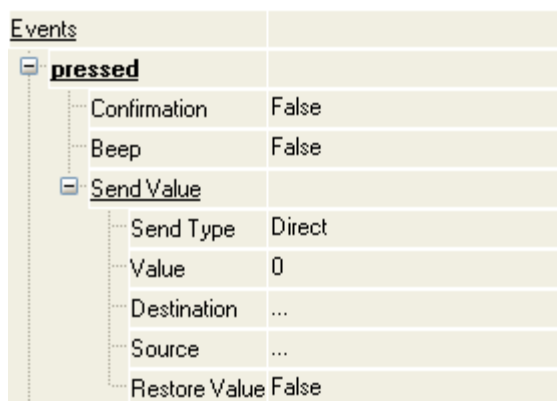 Events
pressed
Confirmation False
Beep False
Send Value
Send Type Direct
Value 0
Destination ...
Source ...
Restore Value False